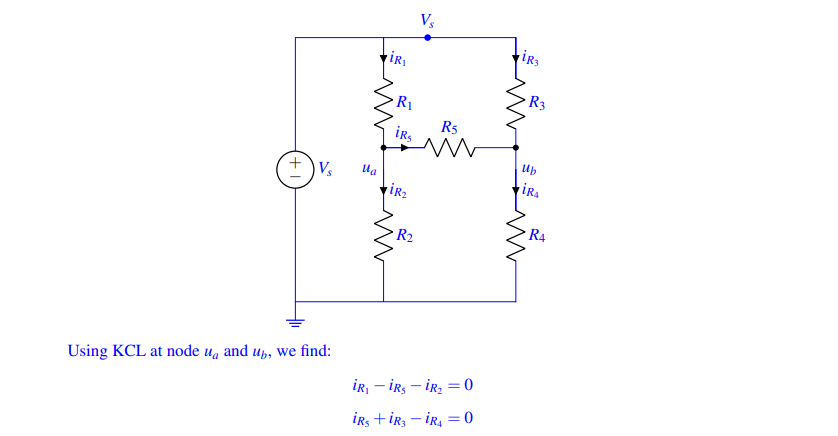 V_s
i_{R_1}
i_{R_3}
R_1
R_3
i_{R_5}
R_5
+
−
V_s
u_a
u_b
i_{R_2}
i_{R_4}
R_2
R_4
Using KCL at node u_a and u_b, we find:
i_{R_1} − i_{R_5} − i_{R_2} = 0
i_{R_5} + i_{R_3} − i_{R_4} = 0